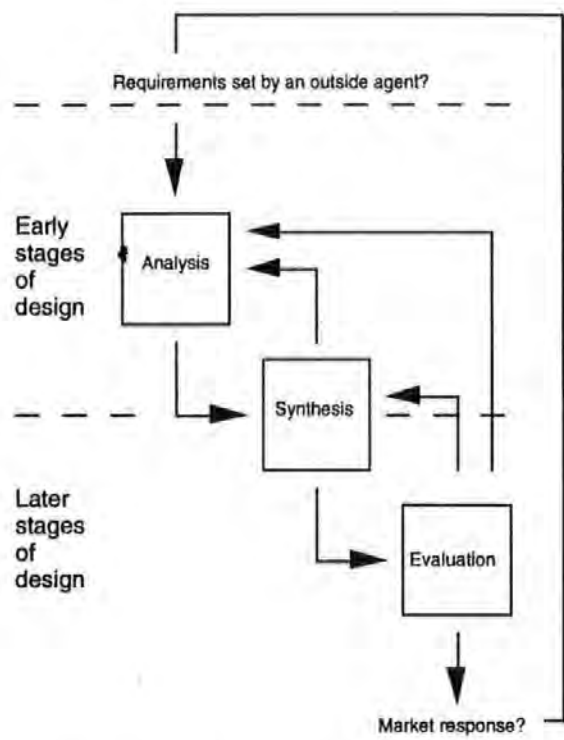 Requirements set by an outside agent?
Early
stages
of
design
Analysis
Synthesis
Later
stages
of
design
Evaluation
Market response?